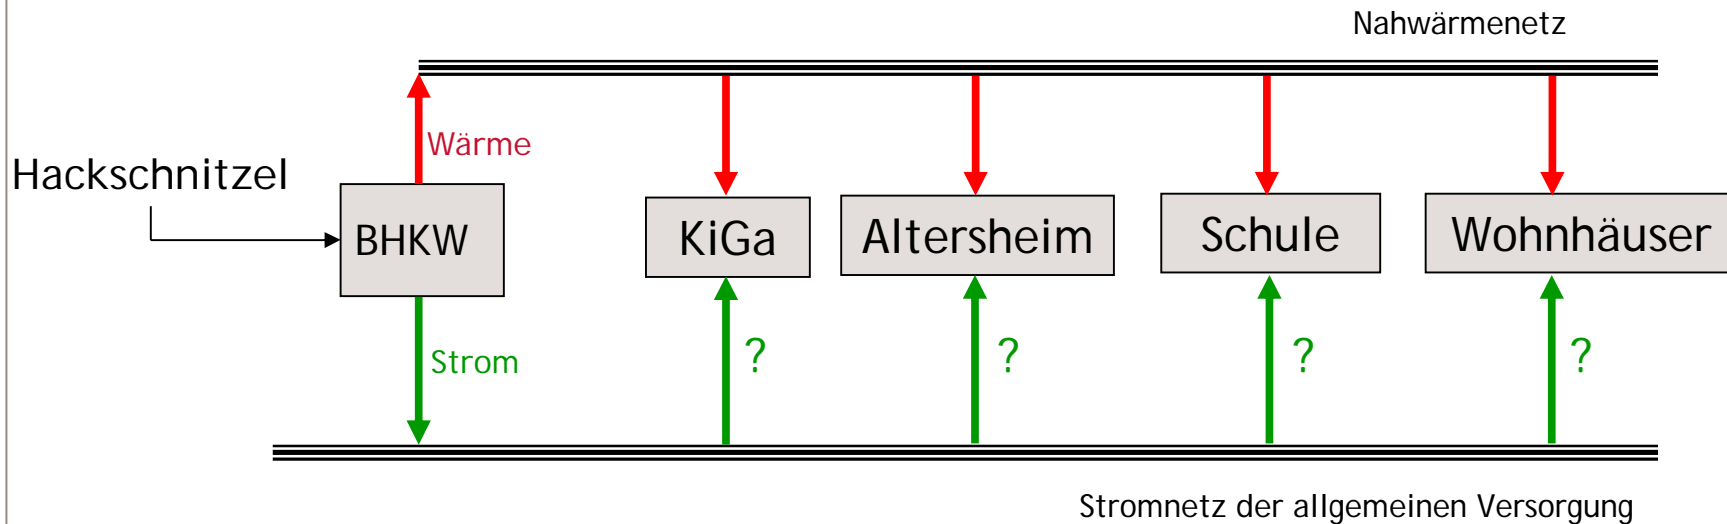 Nahwärmenetz
Wärme
Hackschnitzel
BHKW
KiGa
Altersheim
Schule
Wohnhäuser
Strom
?
?
?
?
Stromnetz der allgemeinen Versorgung